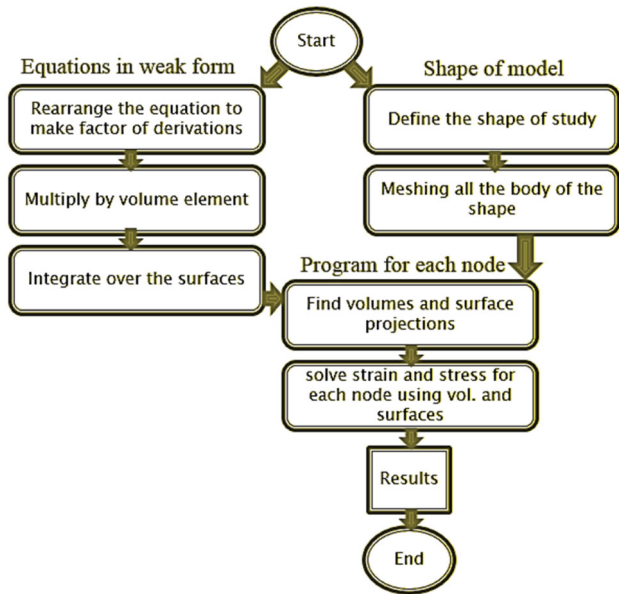 Start
Equations in weak form
Rearrange the equation to
make factor of derivations
Multiply by volume element
Integrate over the surfaces
Shape of model
Define the shape of study
Meshing all the body of the
shape
Program for each node
Find volumes and surface
projections
solve strain and stress for
each node using vol. and
surfaces
Results
End